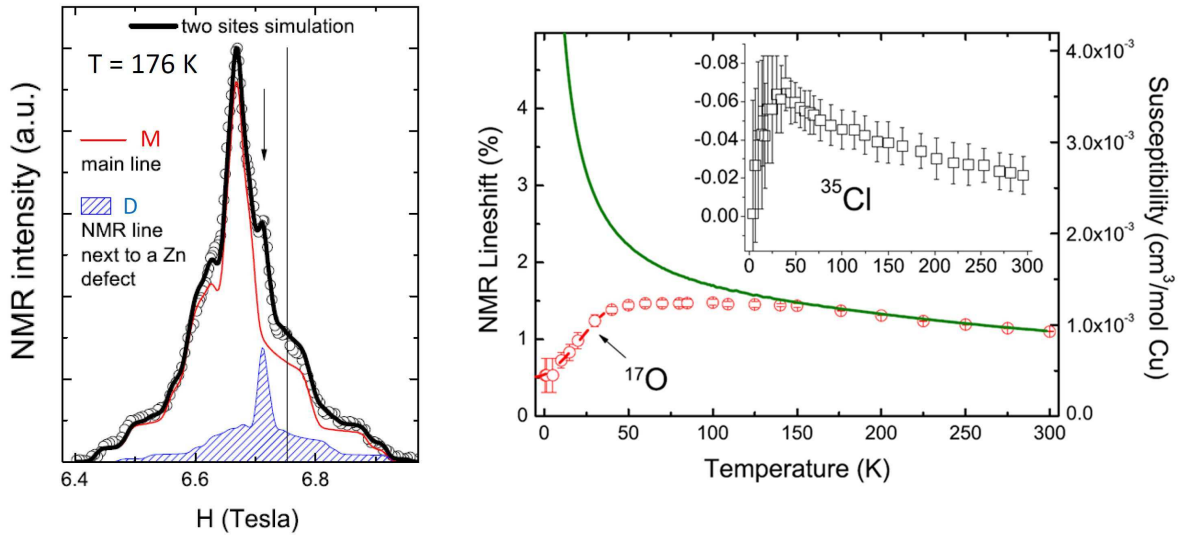 two sites simulation
T = 176 K
M
main line
D
NMR line
next to a Zn
defect
NMR intensity (a.u.)
6.4
6.6
6.8
H (Tesla)
NMR Lineshift (%)
4
3
2
1
0
0
50
100
150
200
250
300
Temperature (K)
17O
-0.08
-0.06
-0.04
-0.02
0.00
35Cl
0
50
100
150
200
250
300
4.0x10-3
3.0x10-3
2.0x10-3
1.0x10-3
0.0
Susceptibility (cm3/mol Cu)